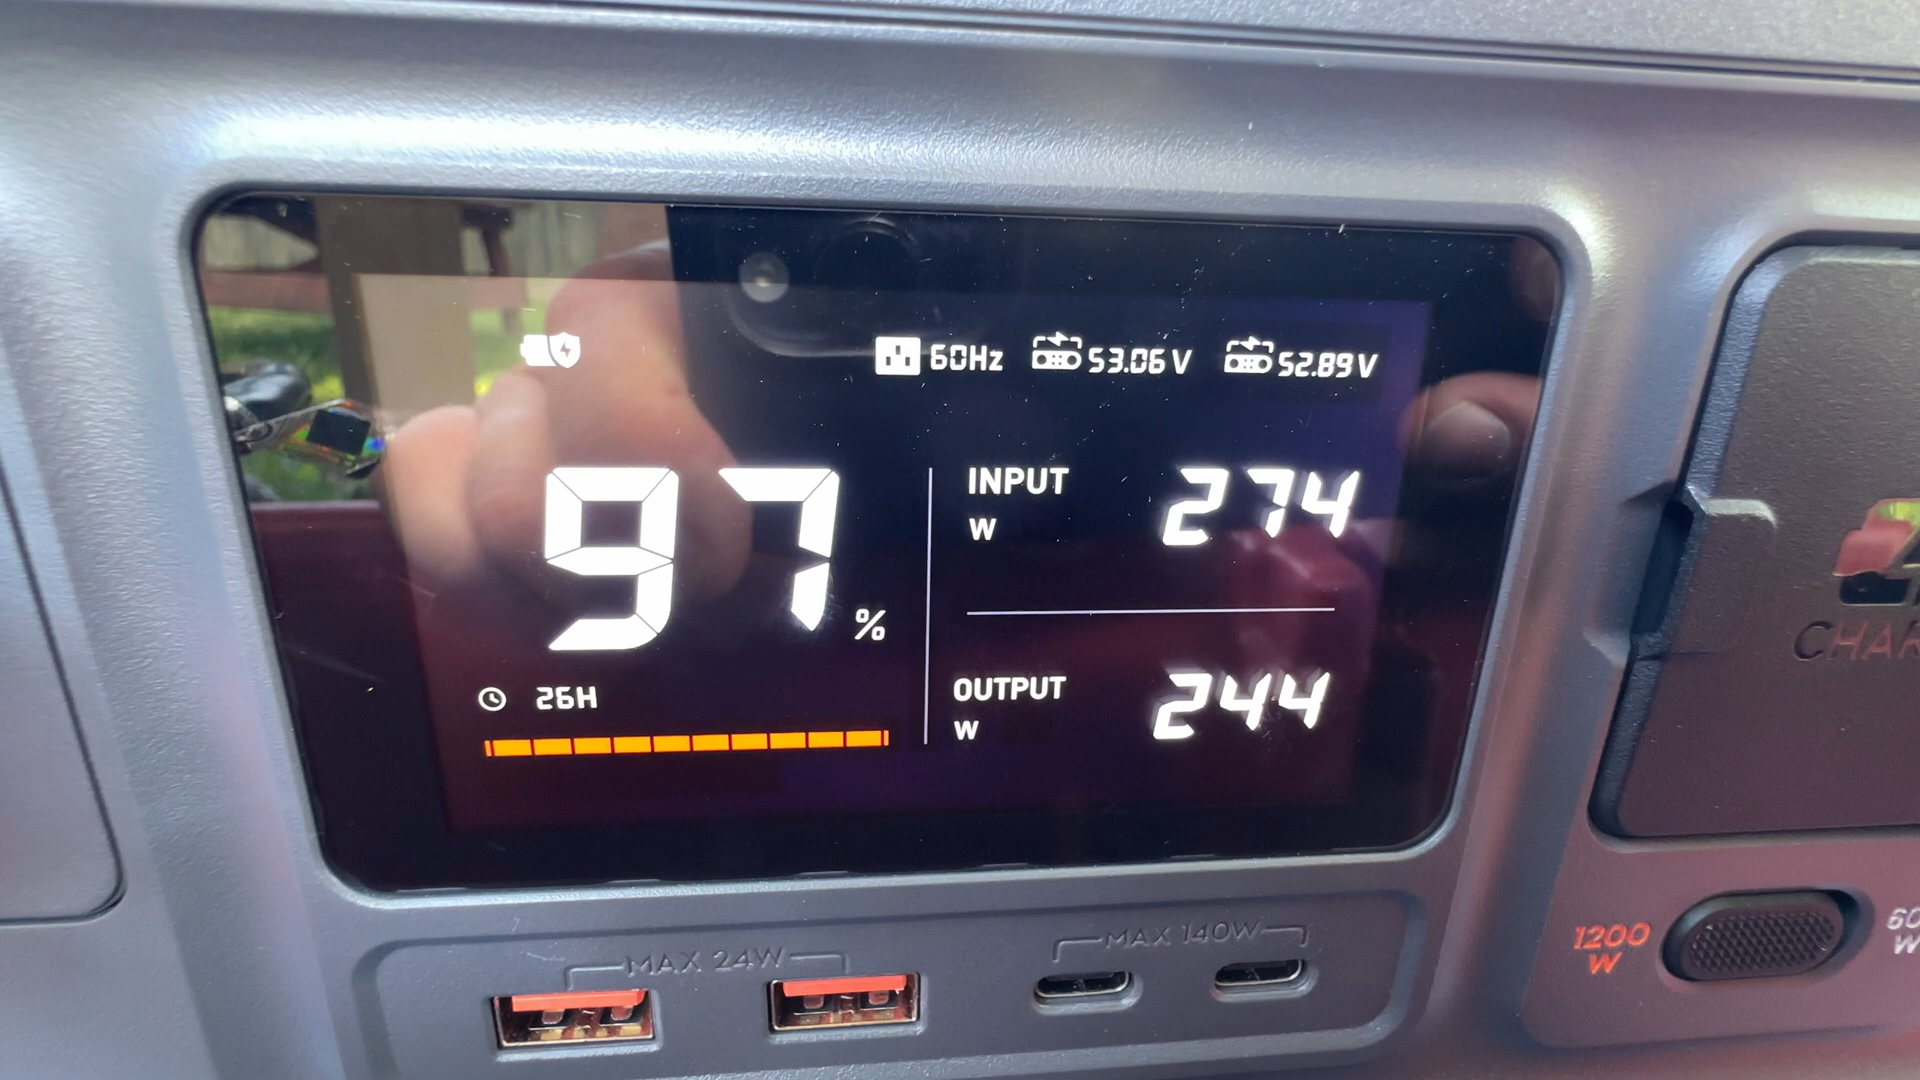 60Hz 53.06V 52.89V
97%
INPUT
W
274
26H
OUTPUT
W
244
MAX 24W
MAX 140W
1200
W